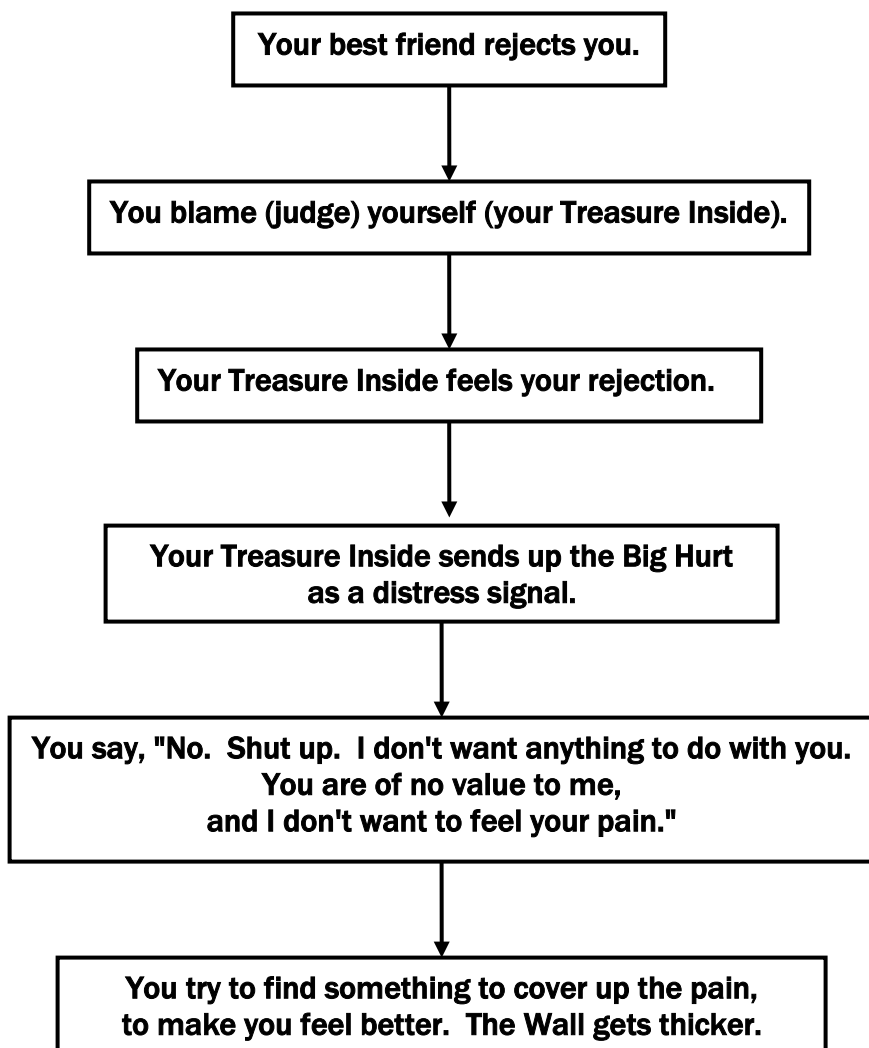 Your best friend rejects you.
You blame (judge) yourself (your Treasure Inside).
Your Treasure Inside feels your rejection.
Your Treasure Inside sends up the Big Hurt
as a distress signal.
You say, "No.  Shut up.  I don't want anything to do with you.
You are of no value to me,
and I don't want to feel your pain."
You try to find something to cover up the pain,
to make you feel better.  The Wall gets thicker.